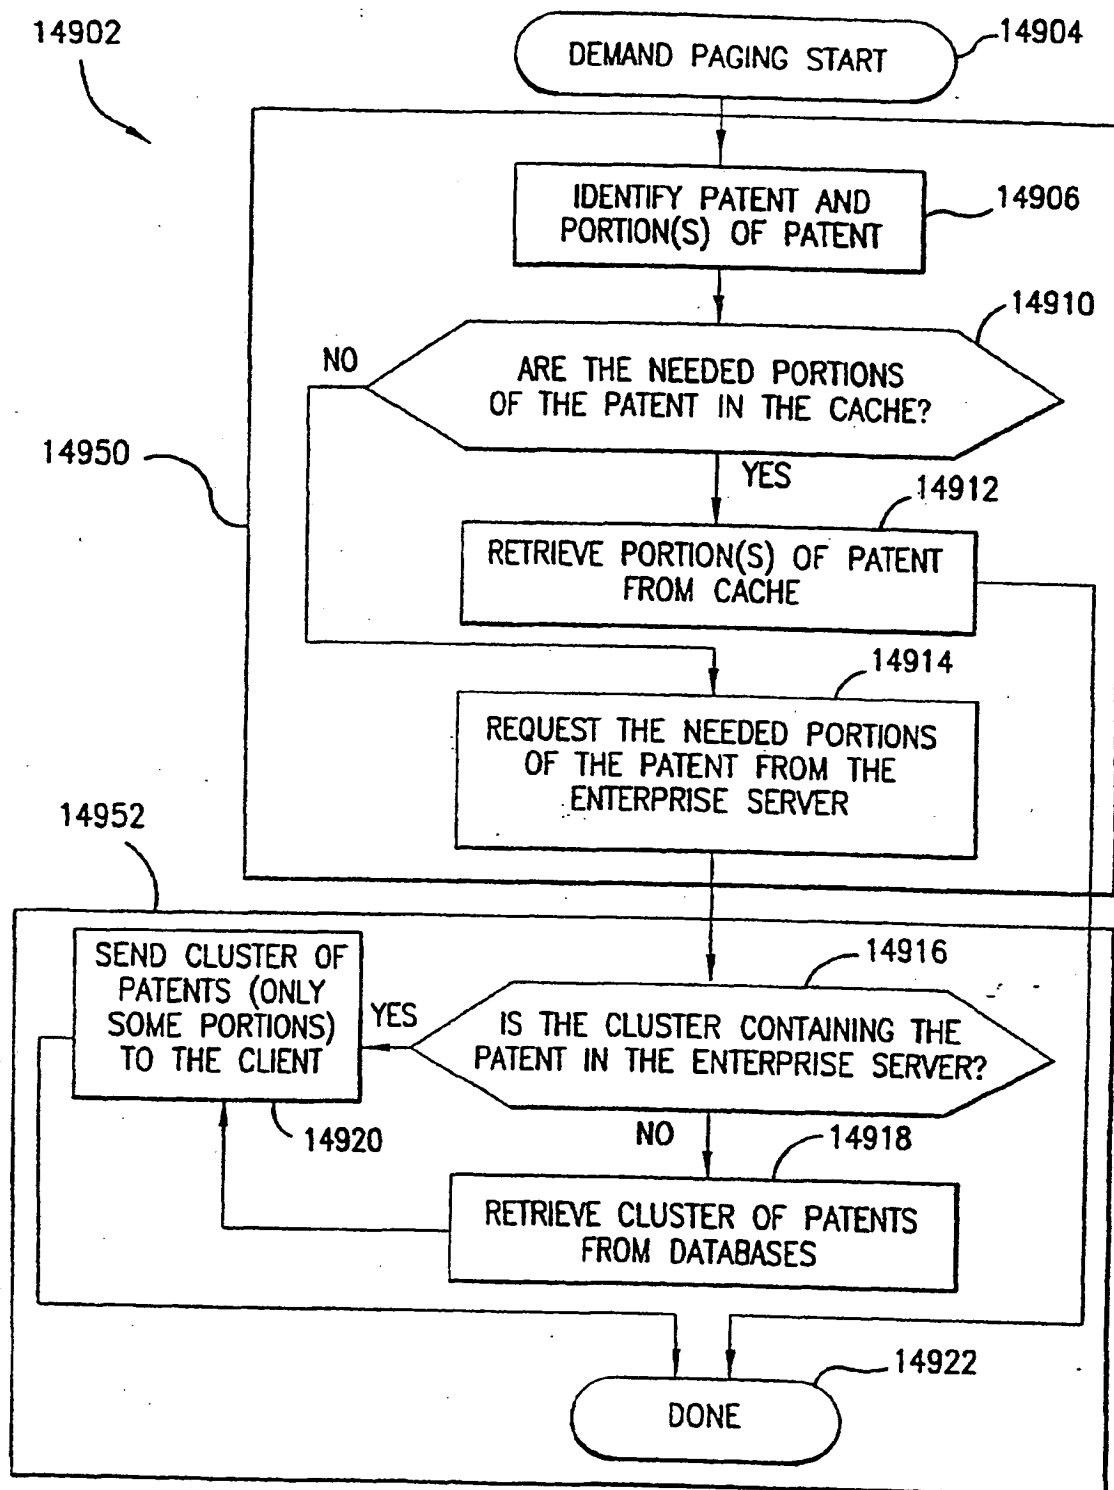 14902
DEMAND PAGING START
14904
IDENTIFY PATENT AND
PORTION(S) OF PATENT
14906
14910
NO
ARE THE NEEDED PORTIONS
OF THE PATENT IN THE CACHE?
14950
YES
14912
RETRIEVE PORTION(S) OF PATENT
FROM CACHE
14914
REQUEST THE NEEDED PORTIONS
OF THE PATENT FROM THE
ENTERPRISE SERVER
14952
SEND CLUSTER OF
PATENTS (ONLY
SOME PORTIONS)
TO THE CLIENT
YES
14916
IS THE CLUSTER CONTAINING THE
PATENT IN THE ENTERPRISE SERVER?
14920
NO
14918
RETRIEVE CLUSTER OF PATENTS
FROM DATABASES
14922
DONE